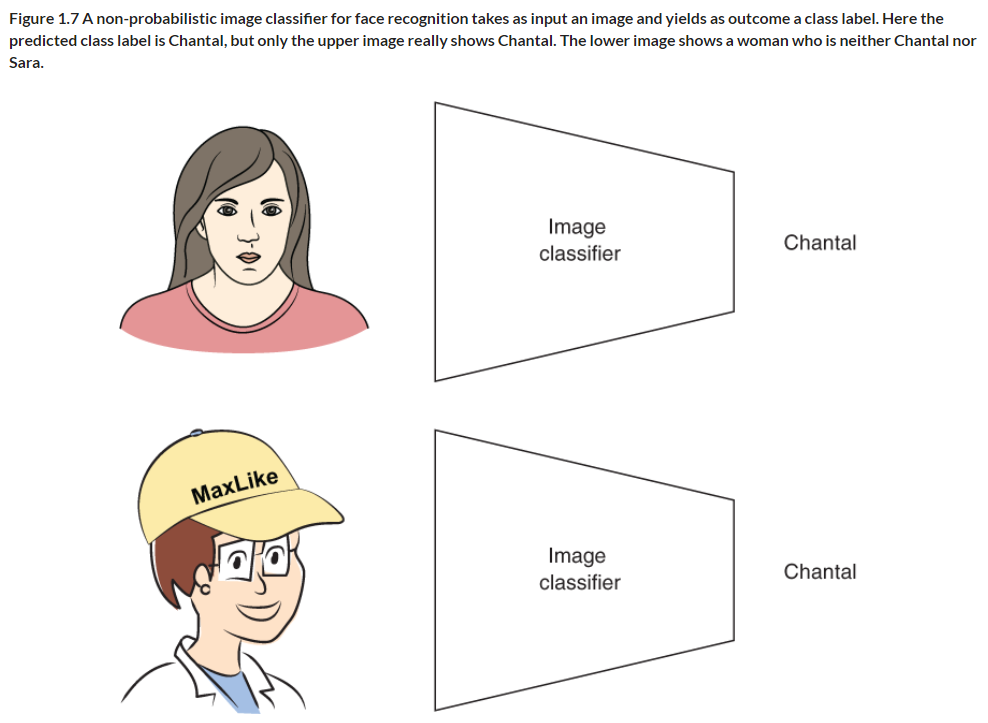 Figure 1.7 A non-probabilistic image classifier for face recognition takes as input an image and yields as outcome a class label. Here the
predicted class label is Chantal, but only the upper image really shows Chantal. The lower image shows a woman who is neither Chantal nor
Sara.
Image
classifier
Chantal
MaxLike
Image
classifier
Chantal